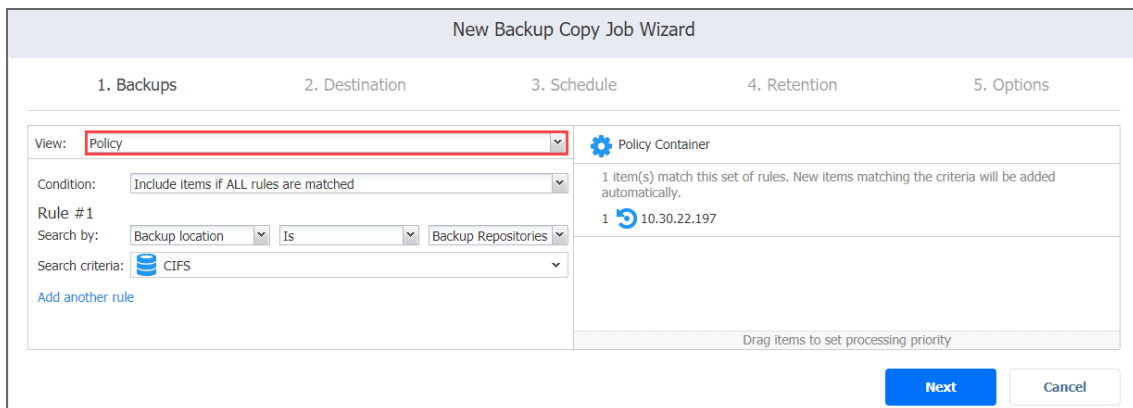 New Backup Copy Job Wizard
1. Backups 2. Destination 3. Schedule 4. Retention 5. Options
View: Policy
Condition: Include items if ALL rules are matched
Rule #1
Search by: Backup location Is Backup Repositories
Search criteria: CIFS
Add another rule
Policy Container
1 item(s) match this set of rules. New items matching the criteria will be added
automatically.
1 10.30.22.197
Drag items to set processing priority
Next Cancel